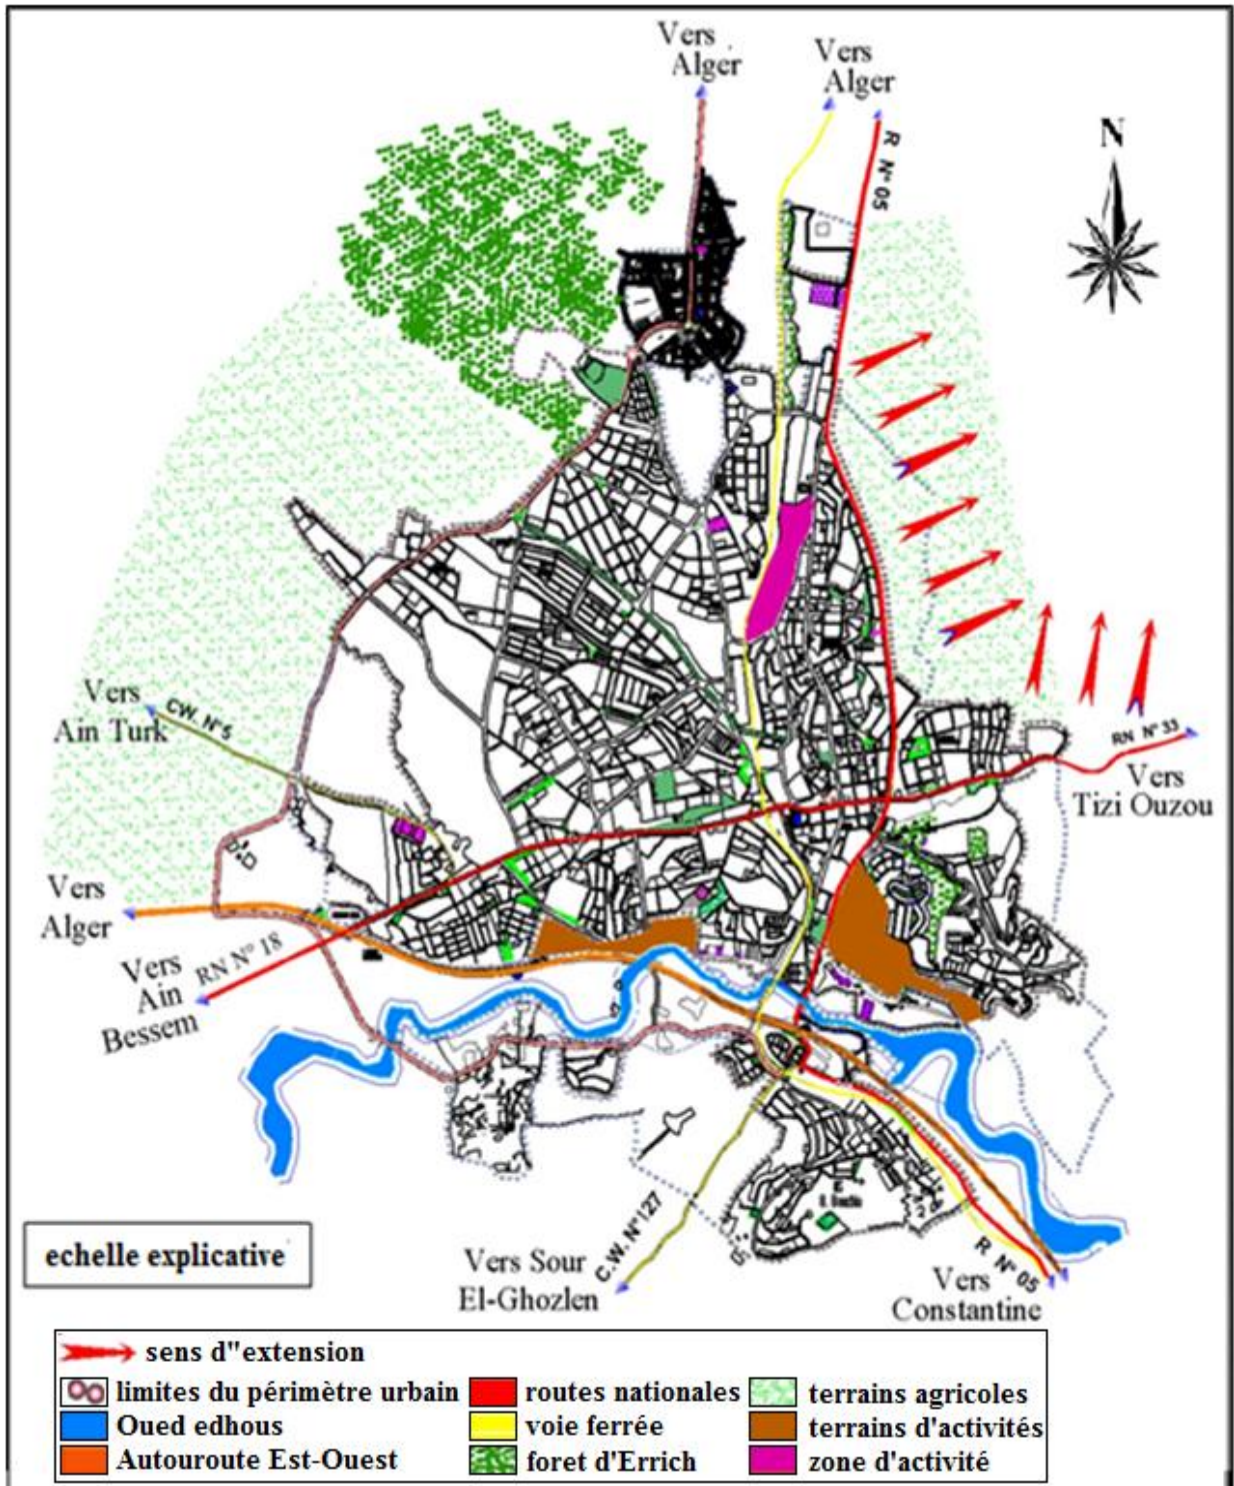 Vers
Alger
Vers
Alger
R N° 05
N
Vers
Ain Turk
CW. N°5
RN N° 33
Vers
Tizi Ouzou
Vers
Alger
Vers
Ain
Bessem
RN N° 18
C.W. N°127
Vers Sour
El-Ghozlen
R N° 05
Vers
Constantine
echelle explicative
sens d"extension
limites du périmètre urbain
routes nationales
terrains agricoles
Oued edhous
voie ferrée
terrains d'activités
Autouroute Est-Ouest
foret d'Errich
zone d'activité